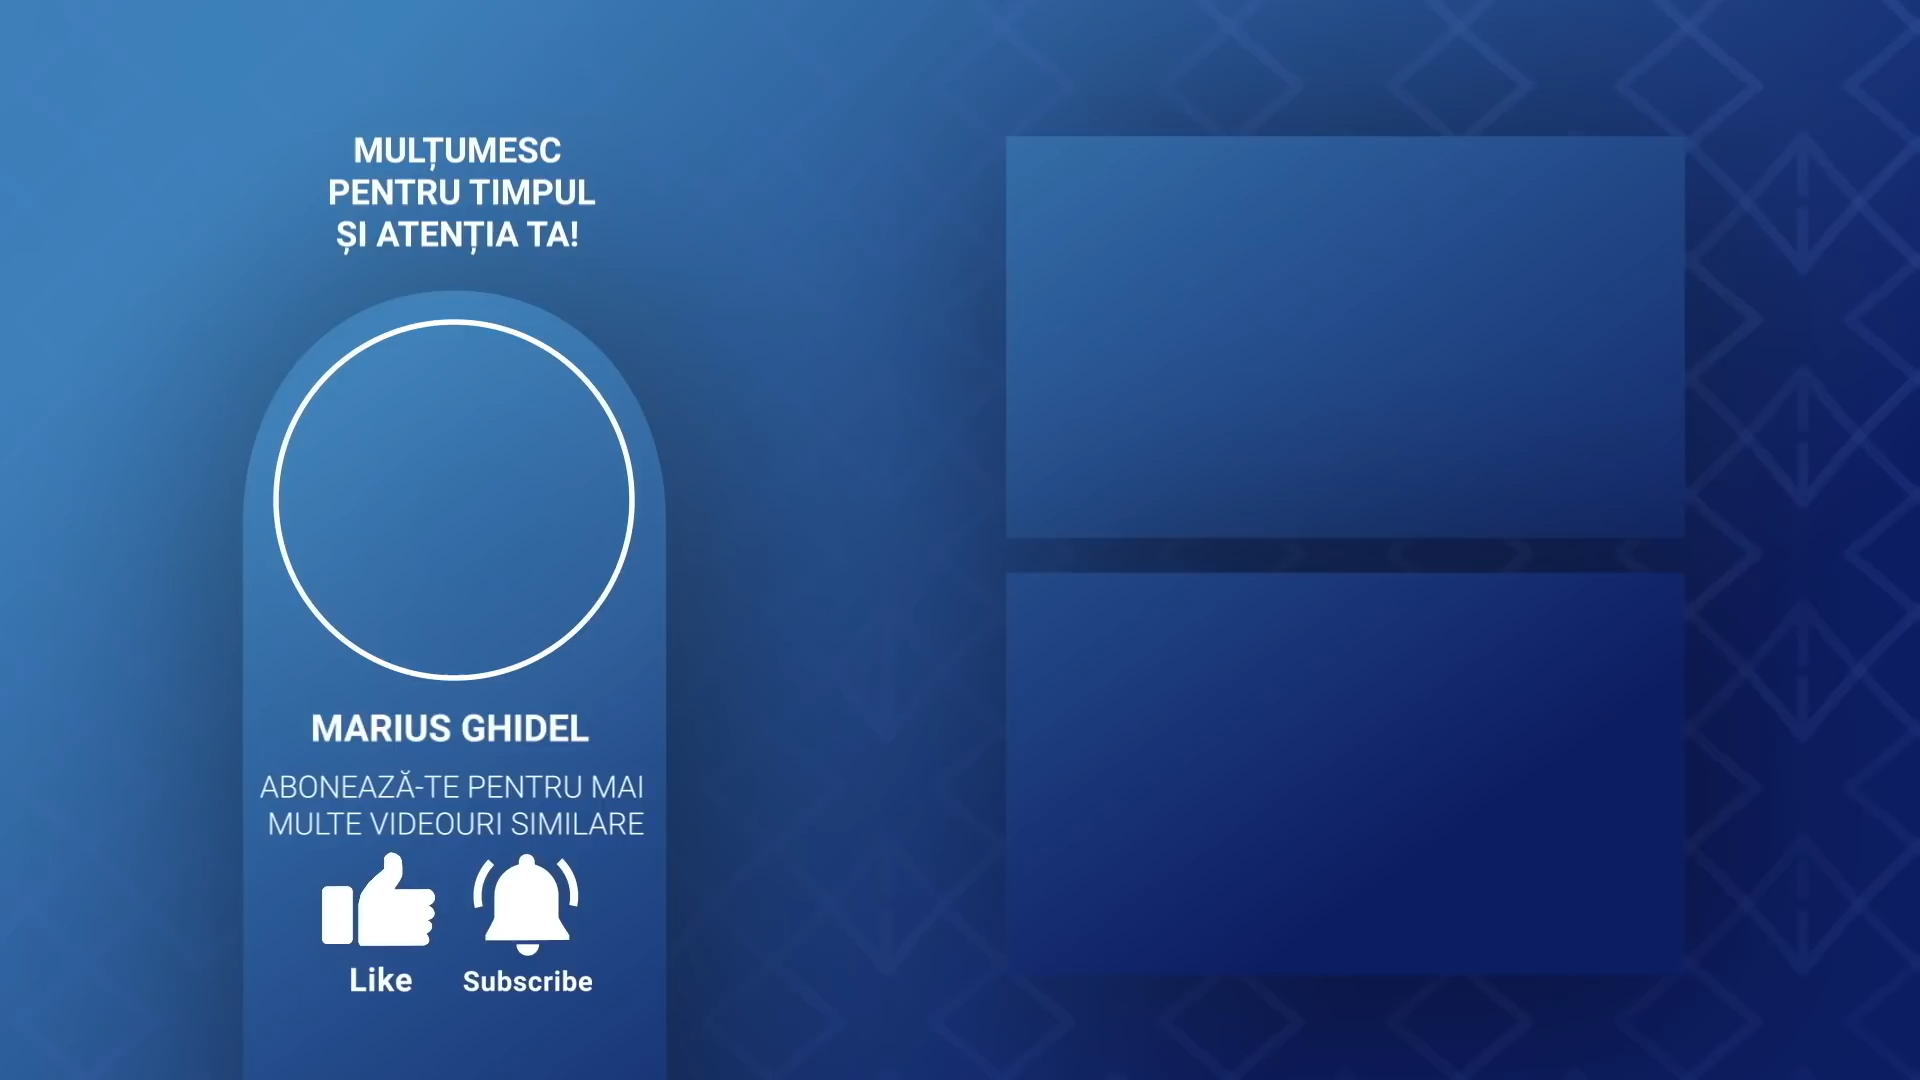 MULȚUMESC
PENTRU TIMPUL
ȘI ATENȚIA TA!
MARIUS GHIDEL
ABONEAZĂ-TE PENTRU MAI
MULTE VIDEOURI SIMILARE
Like
Subscribe